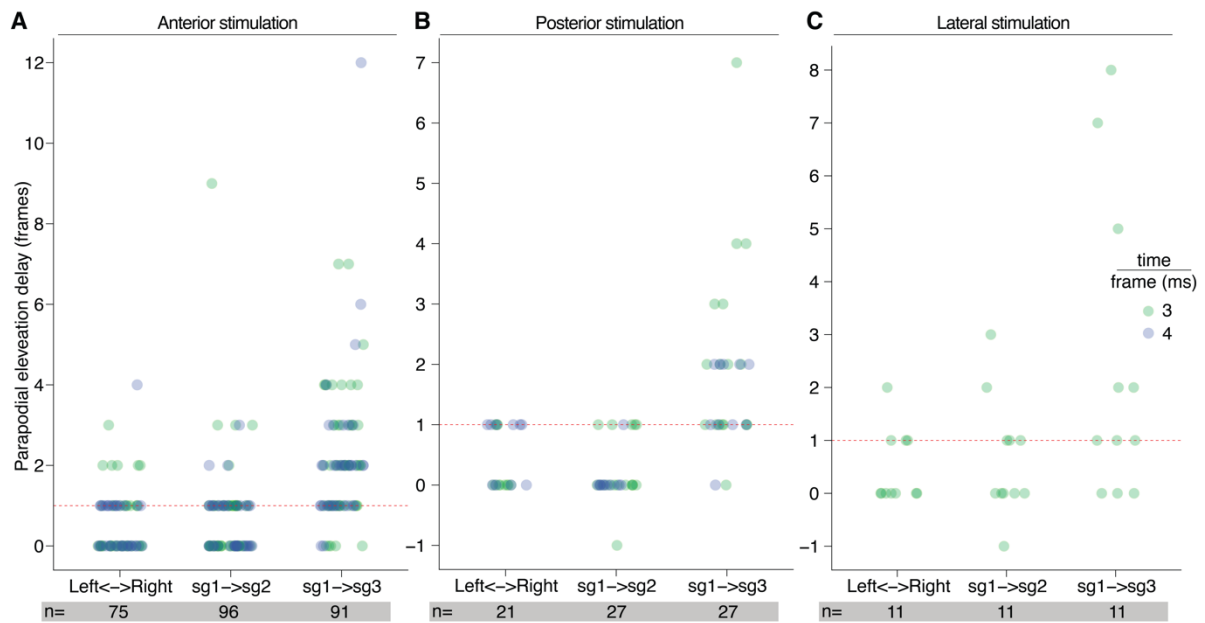 A Anterior stimulation
Parapodial eleveation delay (frames)
12
10
8
6
4
2
0
Left<->Right sg1->sg2 sg1->sg3
n= 75 96 91
B Posterior stimulation
7
6
5
4
3
2
1
0
−1
Left<->Right sg1->sg2 sg1->sg3
n= 21 27 27
C Lateral stimulation
8
7
6
5
4
3
2
1
0
−1
time
frame (ms)
3
4
Left<->Right sg1->sg2 sg1->sg3
n= 11 11 11